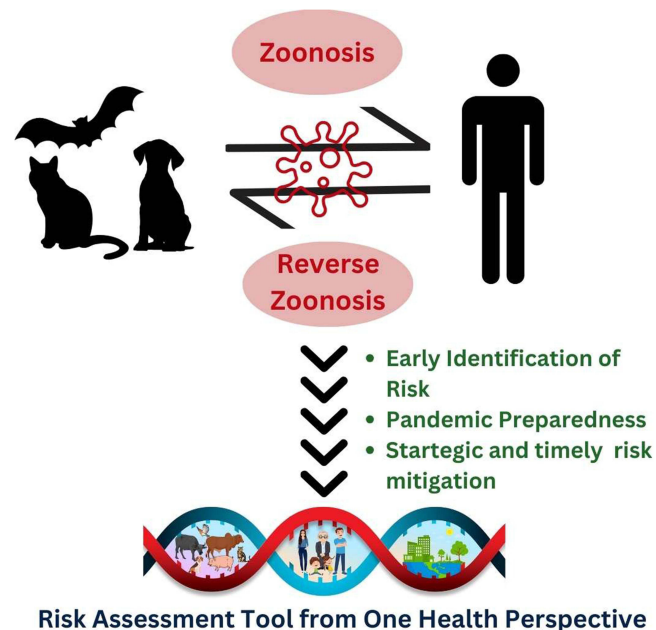 Zoonosis
Reverse
Zoonosis
• Early Identification of
Risk
• Pandemic Preparedness
• Startegic and timely risk
mitigation
Risk Assessment Tool from One Health Perspective